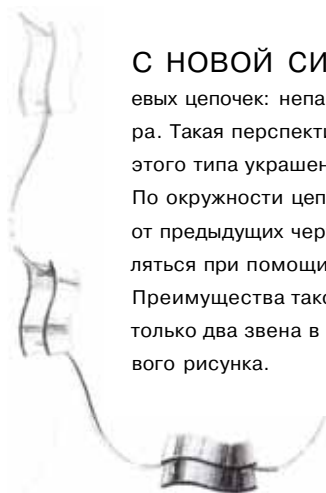 С НОВОЙ СИ
евых цепочек: непа
ра. Такая перспекти
этого типа украшен
По окружности цеп
от предыдущих чер
ляться при помощи
Преимущества тако
только два звена в
вого рисунка.